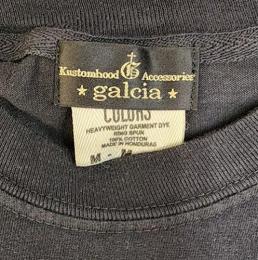 Kustomhood G Accessories
★ galcia ★
COLORS
HEAVYWEIGHT GARMENT DYE
RING SPUN
100% COTTON
MADE IN HONDURAS
M